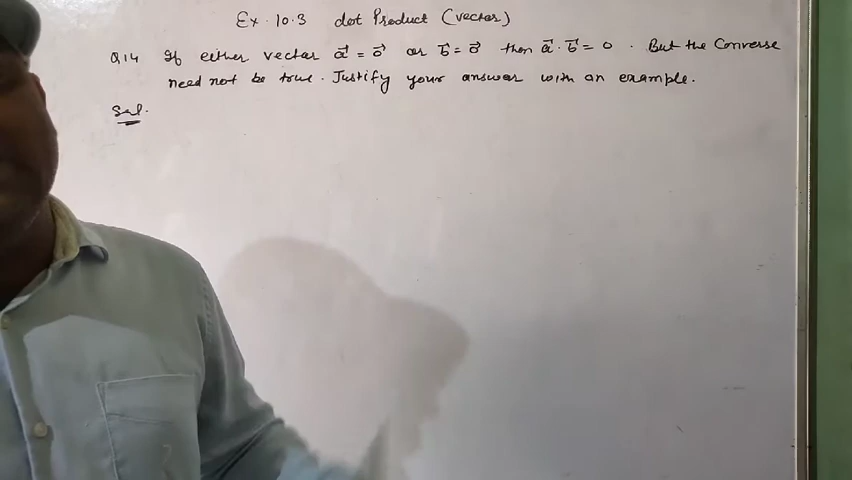 Ex. 10.3 dot Product (vector)
Q14 If either vector a⃗ = 0⃗ or b⃗ = 0⃗ then a⃗ . b⃗ = 0 . But the Converse
need not be true. Justify your answer with an example.
Sol.